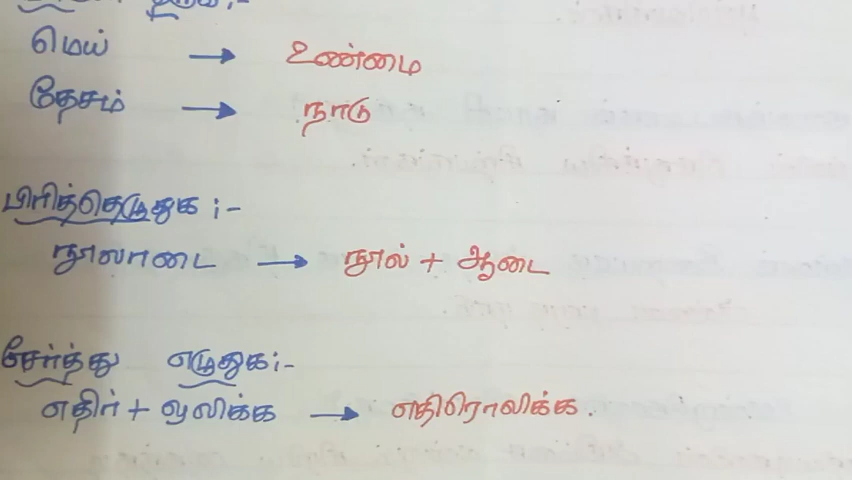 மெய் → உண்மை
தேசம் → நாடு
பிரித்தெடுதுக :-
நூலாடை → நூல் + ஆடை
சேர்த்து எழுதுக :-
எதிர் + ஒலிக்க → எதிரொலிக்க.